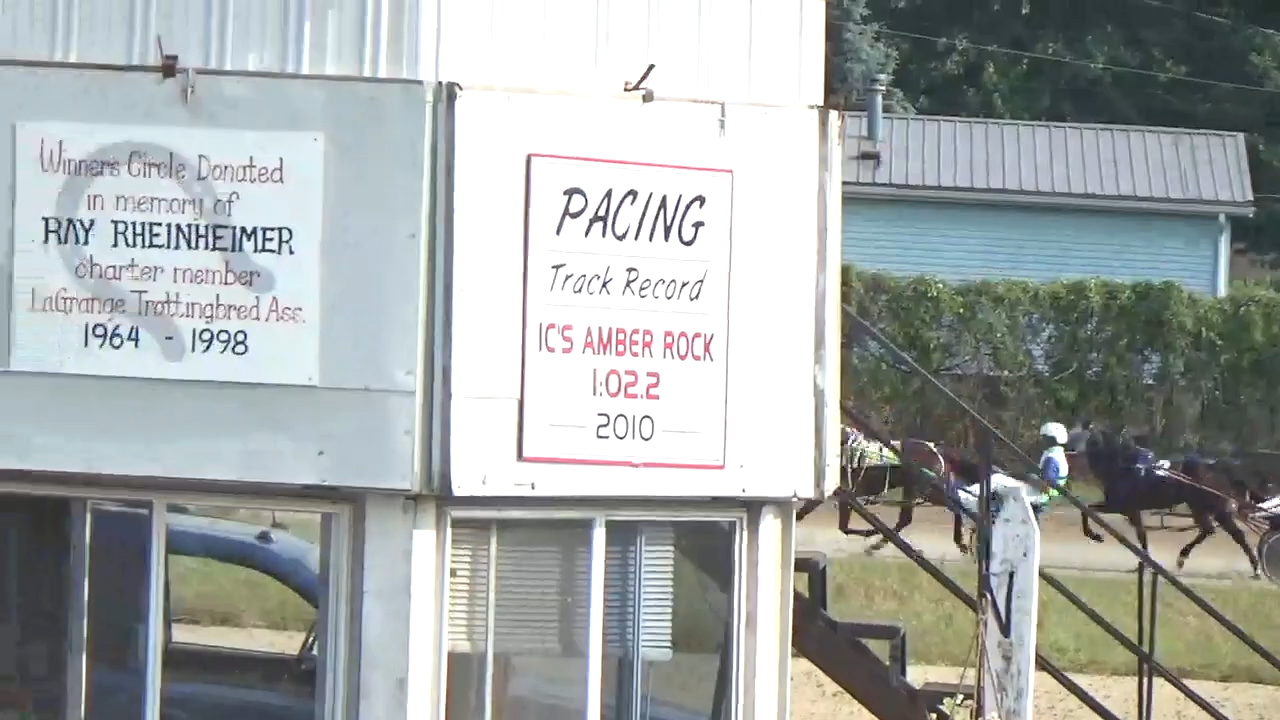 Winner's Circle Donated
in memory of
RAY RHEINHEIMER
charter member
LaGrange Trottingbred Ass.
1964 - 1998
PACING
Track Record
IC'S AMBER ROCK
1:02.2
2010